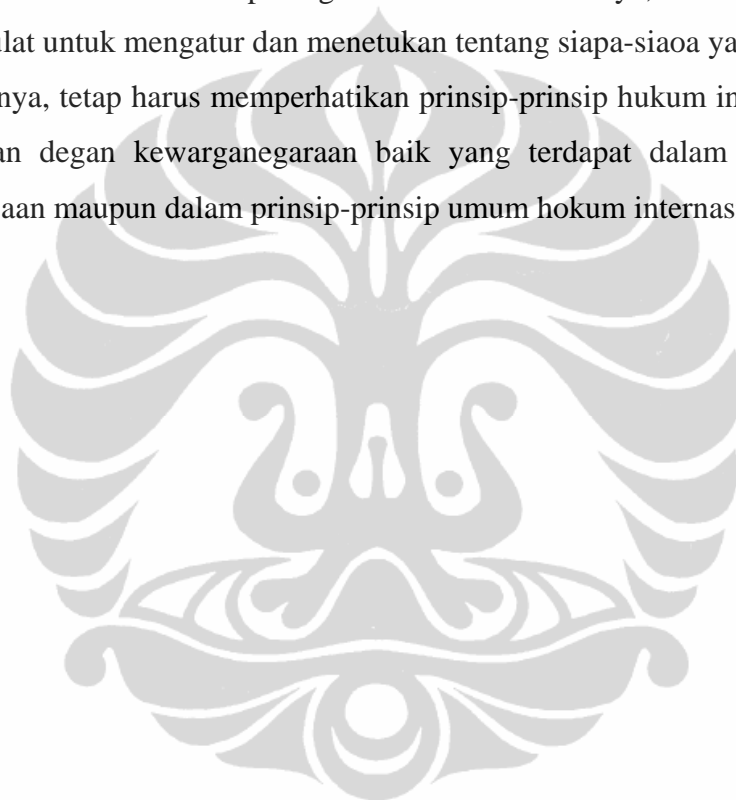 ulat untuk mengatur dan menetukan tentang siapa-siaoa ya
nya, tetap harus memperhatikan prinsip-prinsip hukum in
an degan kewarganegaraan baik yang terdapat dalam
aan maupun dalam prinsip-prinsip umum hokum internas